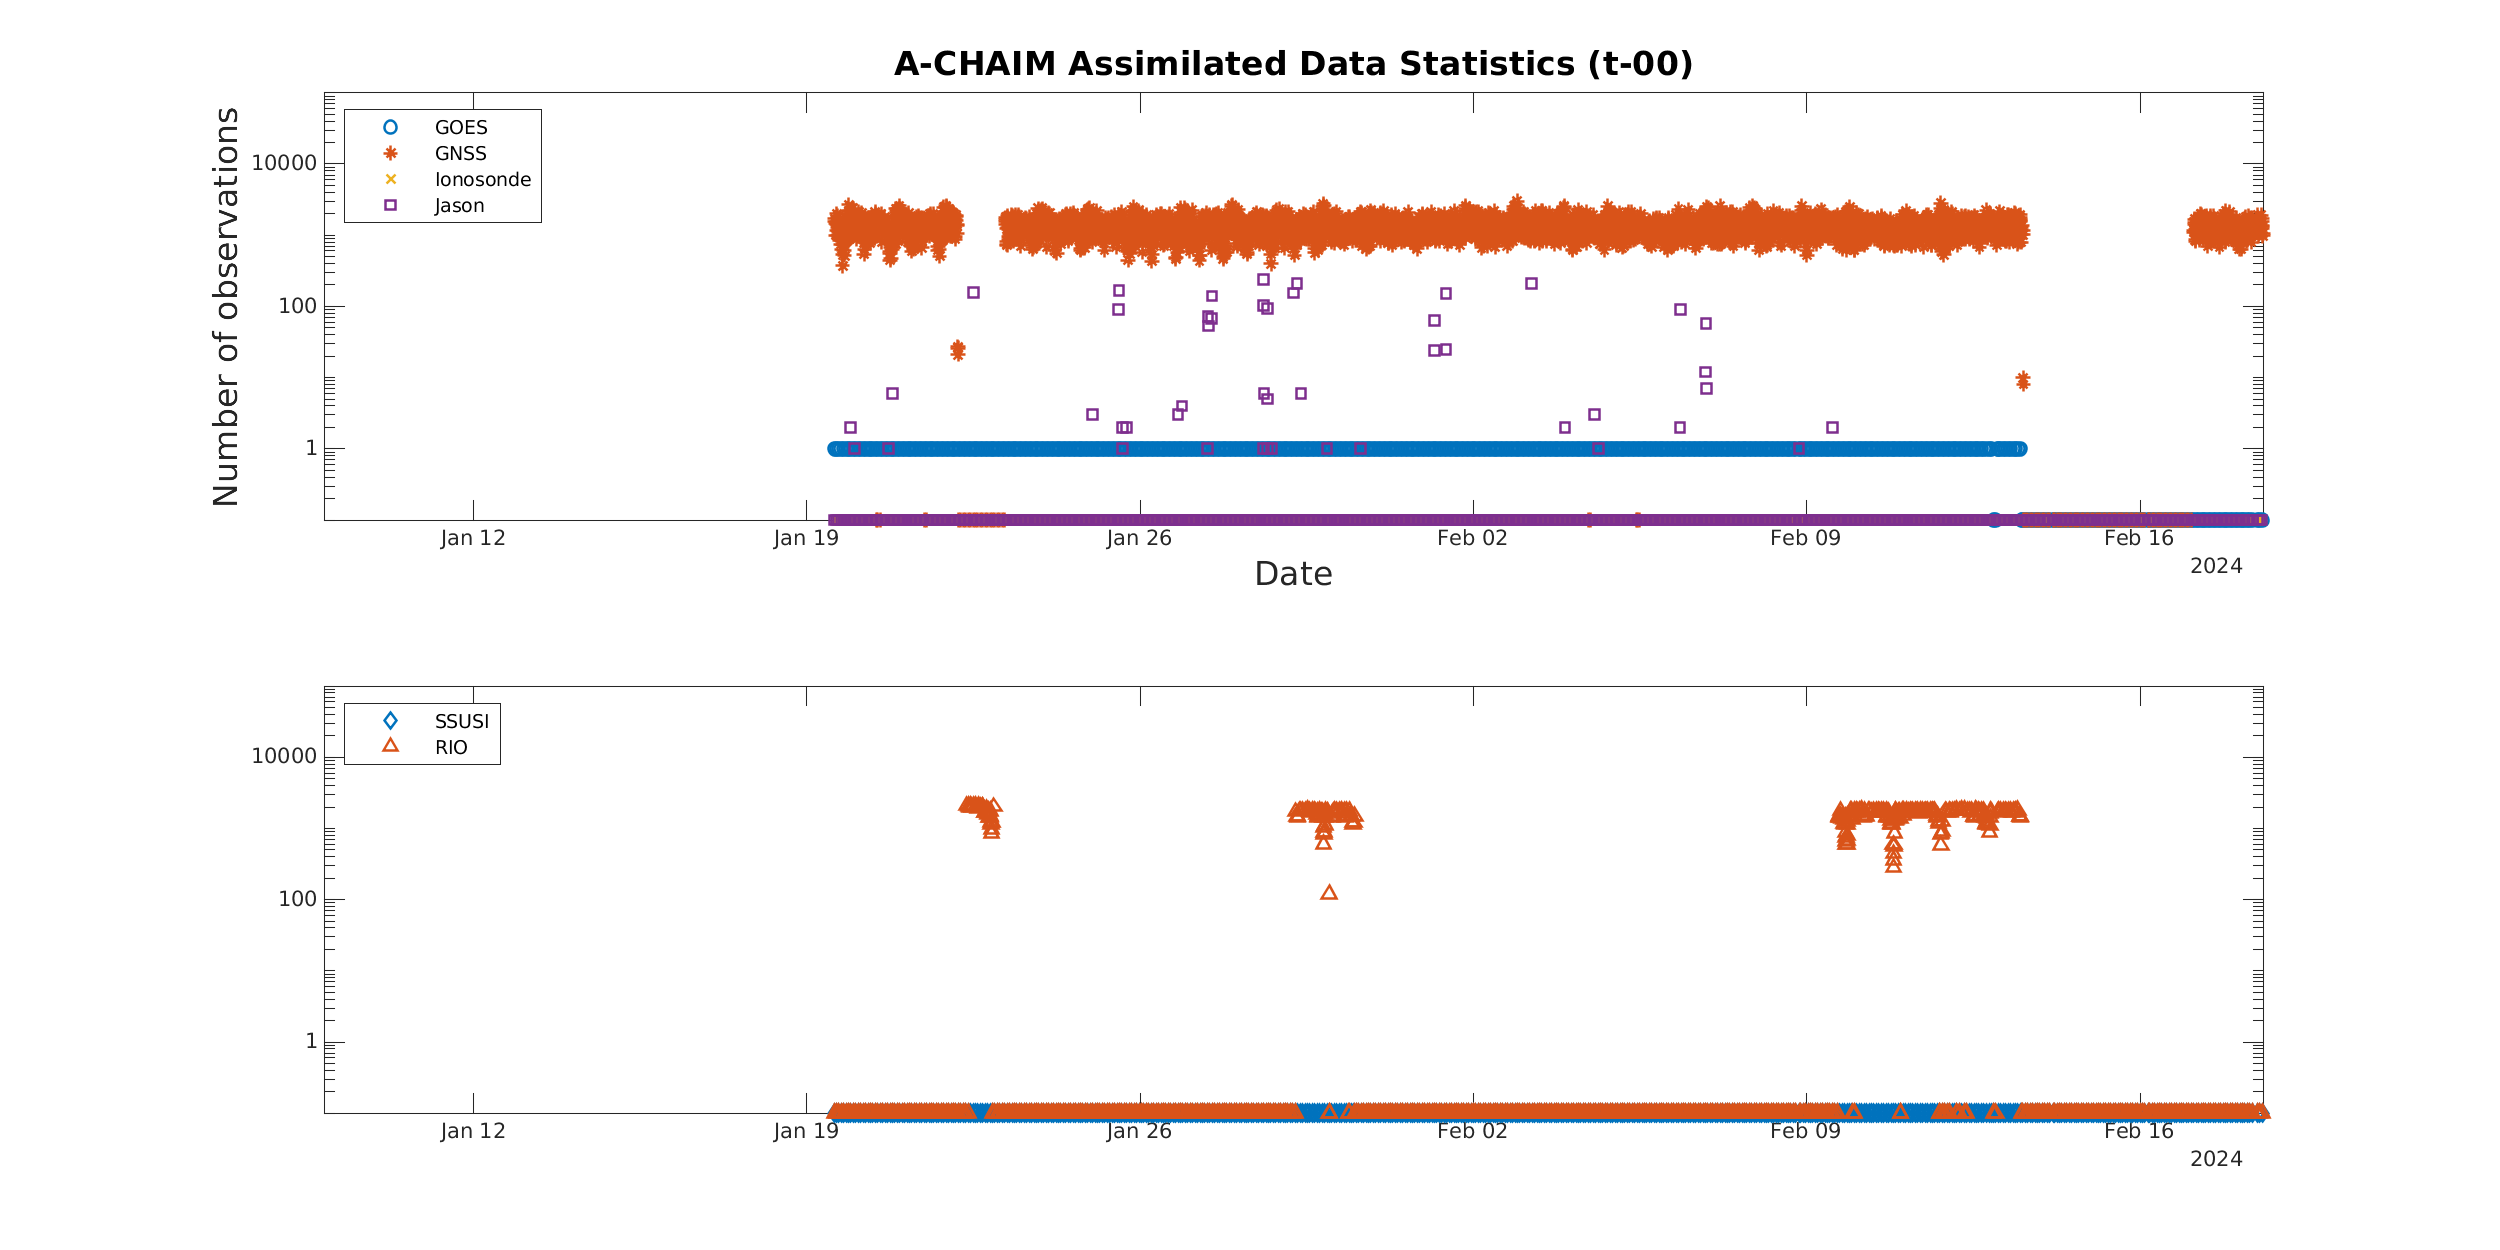 A-CHAIM Assimilated Data Statistics (t-00)
Number of observations
GOES
GNSS
Ionosonde
Jason
10000
100
1
Jan 12
Jan 19
Jan 26
Feb 02
Feb 09
Feb 16
2024
Date
SSUSI
RIO
10000
100
1
Jan 12
Jan 19
Jan 26
Feb 02
Feb 09
Feb 16
2024